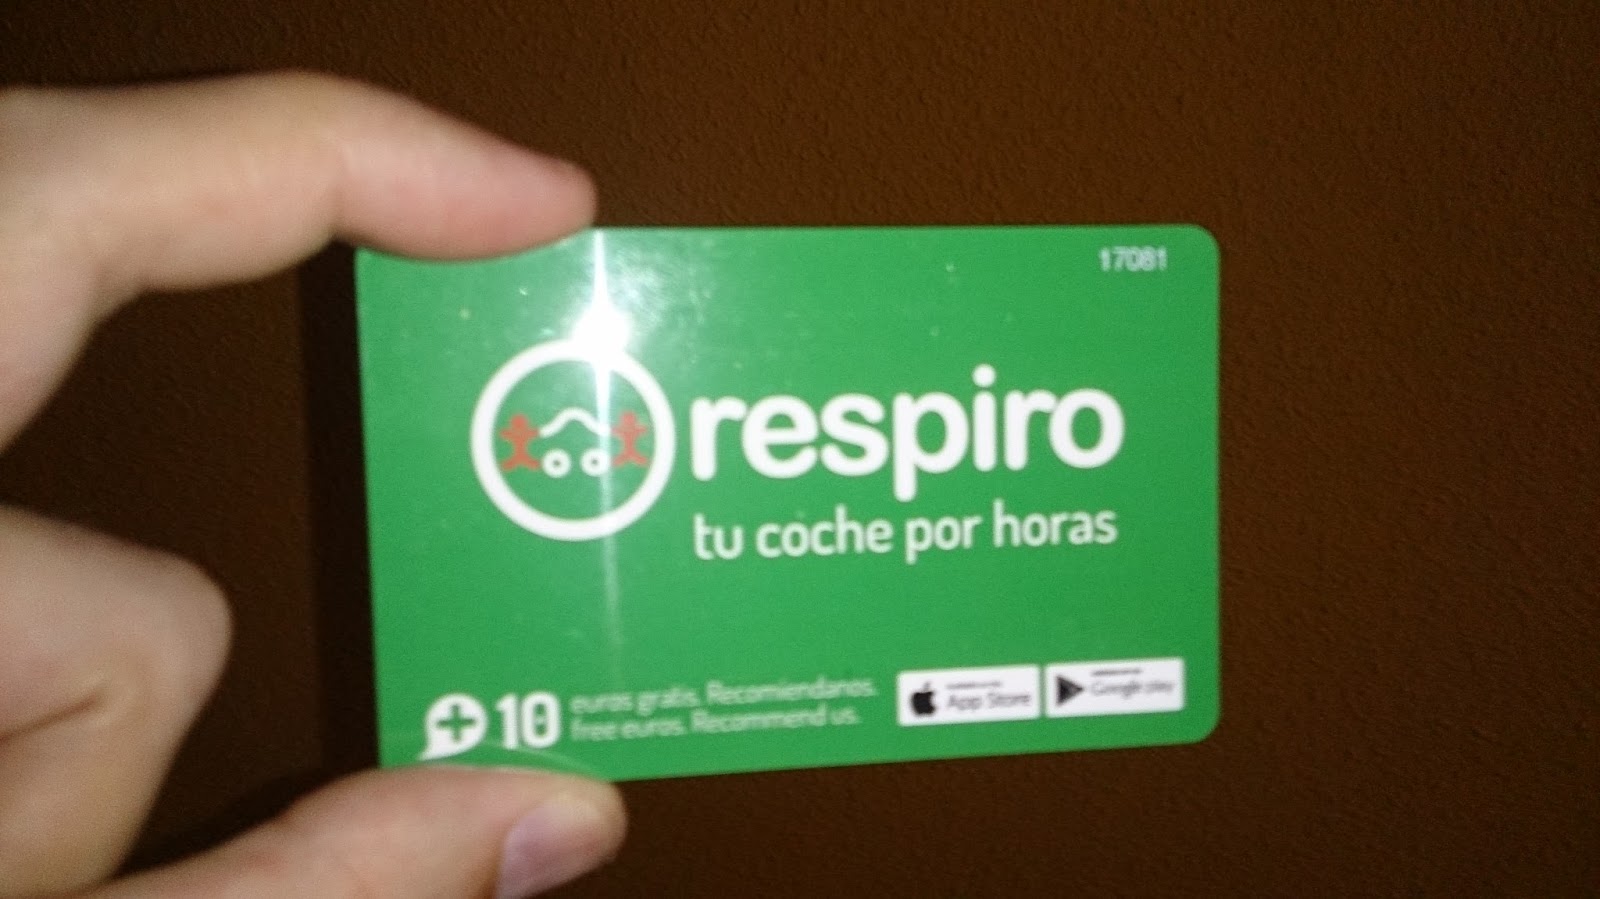 17081
respiro
tu coche por horas
+10 euros gratis. Recomiendanos.
free euros. Recommend us.
App Store
Google play